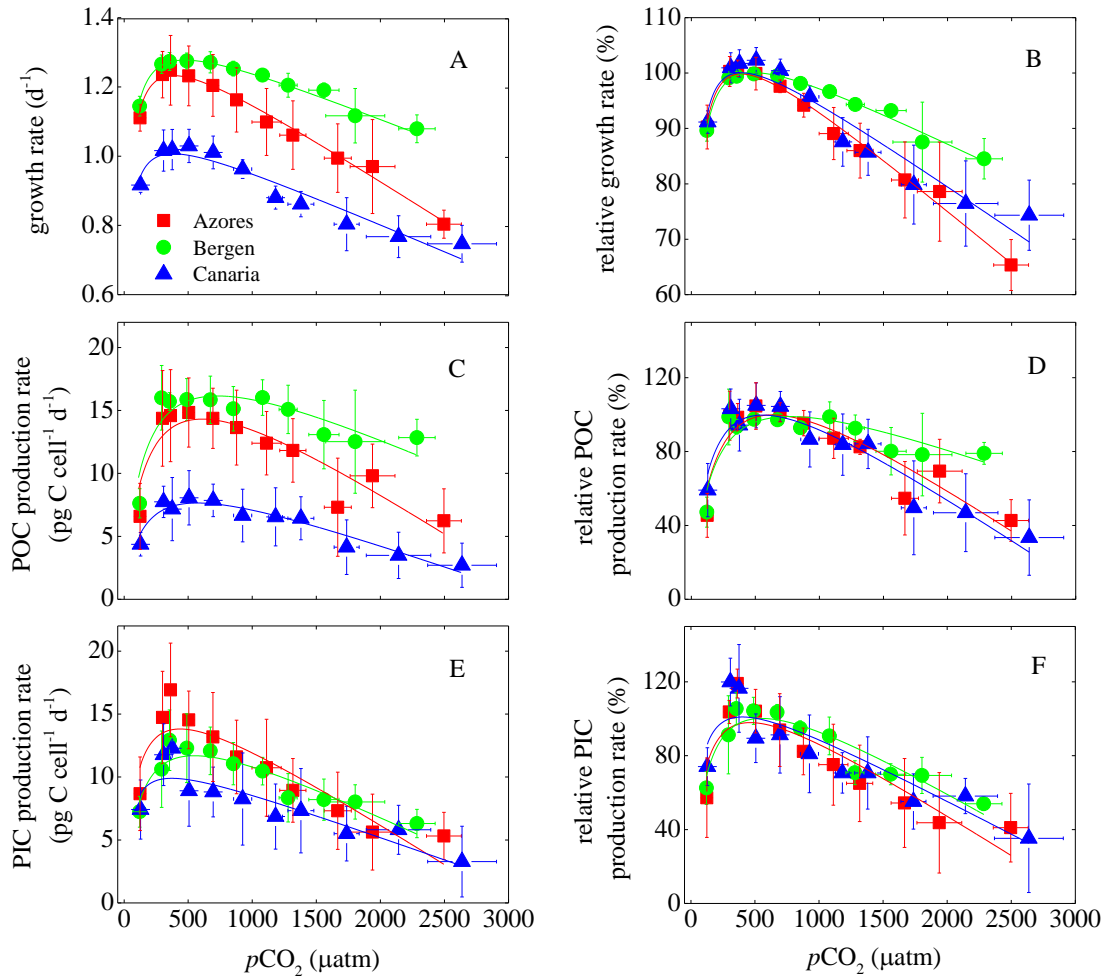 A
growth rate (d⁻¹)
1.4
1.2
1.0
0.8
0.6
Azores
Bergen
Canaria
B
relative growth rate (%)
110
100
90
80
70
60
C
POC production rate
(pg C cell⁻¹ d⁻¹)
20
15
10
5
0
D
relative POC
production rate (%)
120
80
40
0
E
PIC production rate
(pg C cell⁻¹ d⁻¹)
20
15
10
5
0
0 500 1000 1500 2000 2500 3000
pCO₂ (µatm)
F
relative PIC
production rate (%)
120
80
40
0
0 500 1000 1500 2000 2500 3000
pCO₂ (µatm)